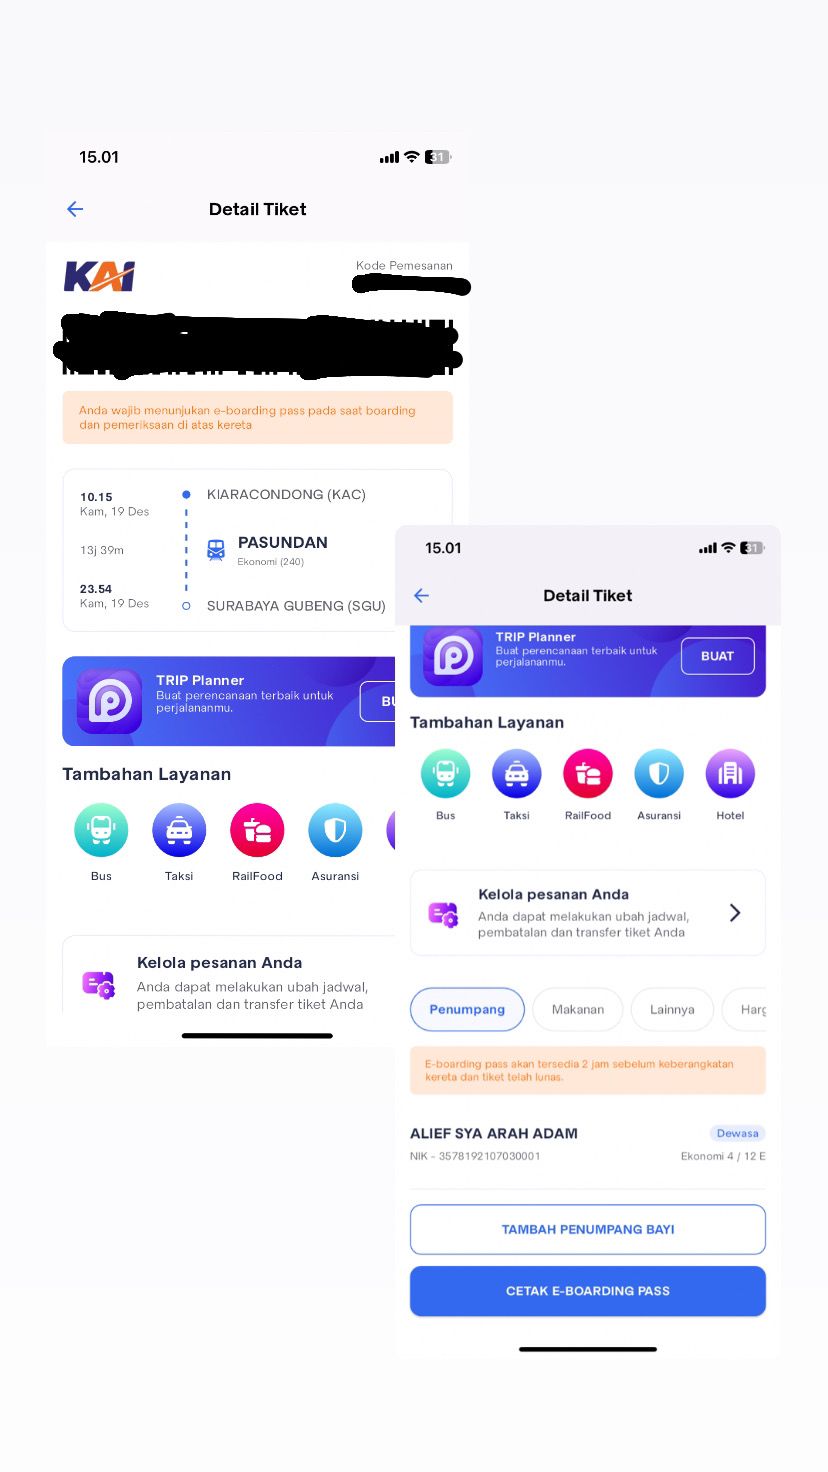 15.01
31
Detail Tiket
KAI
Kode Pemesanan
Anda wajib menunjukan e-boarding pass pada saat boarding
dan pemeriksaan di atas kereta
10.15
Kam, 19 Des
KIARACONDONG (KAC)
13j 39m
PASUNDAN
Ekonomi (240)
23.54
Kam, 19 Des
SURABAYA GUBENG (SGU)
TRIP Planner
Buat perencanaan terbaik untuk
perjalananmu.
BU
Tambahan Layanan
Bus
Taksi
RailFood
Asuransi
Kelola pesanan Anda
Anda dapat melakukan ubah jadwal,
pembatalan dan transfer tiket Anda
15.01
31
Detail Tiket
TRIP Planner
Buat perencanaan terbaik untuk
perjalananmu.
BUAT
Tambahan Layanan
Bus
Taksi
RailFood
Asuransi
Hotel
Kelola pesanan Anda
Anda dapat melakukan ubah jadwal,
pembatalan dan transfer tiket Anda
Penumpang
Makanan
Lainnya
Harg
E-boarding pass akan tersedia 2 jam sebelum keberangkatan
kereta dan tiket telah lunas.
ALIEF SYA ARAH ADAM
Dewasa
NIK - 3578192107030001
Ekonomi 4 / 12 E
TAMBAH PENUMPANG BAYI
CETAK E-BOARDING PASS